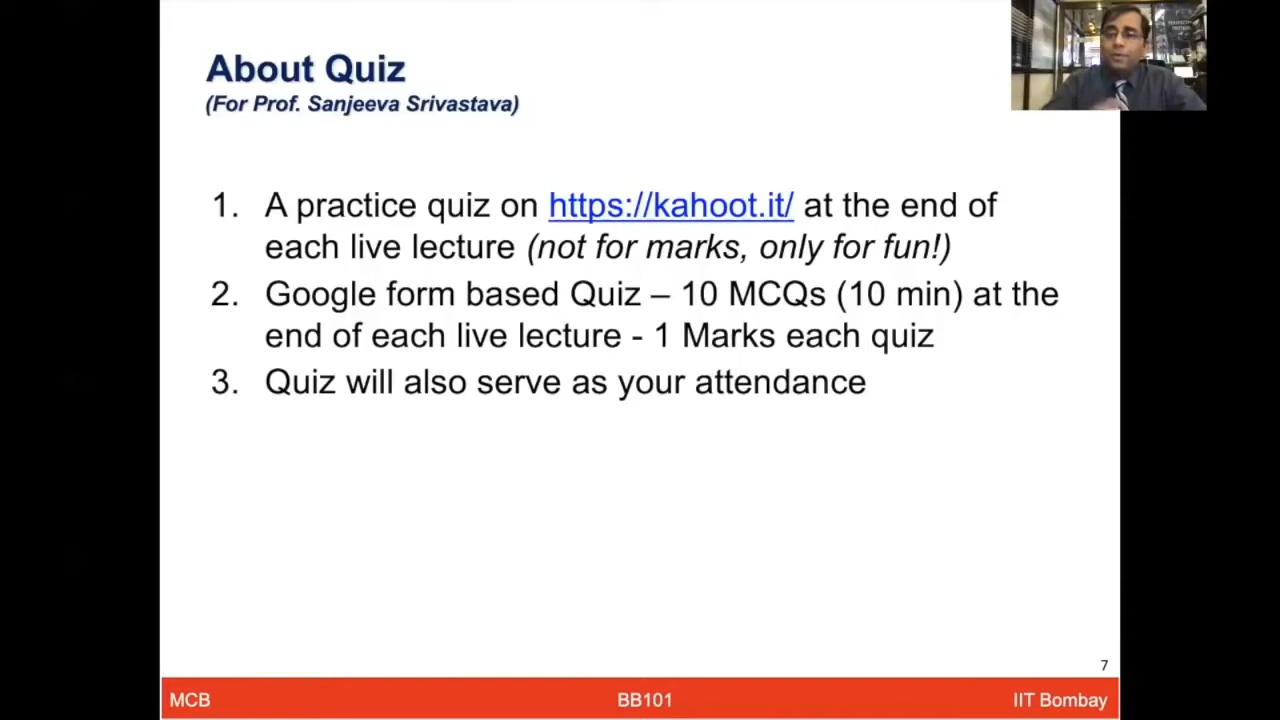 About Quiz
(For Prof. Sanjeeva Srivastava)
1. A practice quiz on https://kahoot.it/ at the end of
each live lecture (not for marks, only for fun!)
2. Google form based Quiz – 10 MCQs (10 min) at the
end of each live lecture - 1 Marks each quiz
3. Quiz will also serve as your attendance
7
MCB
BB101
IIT Bombay